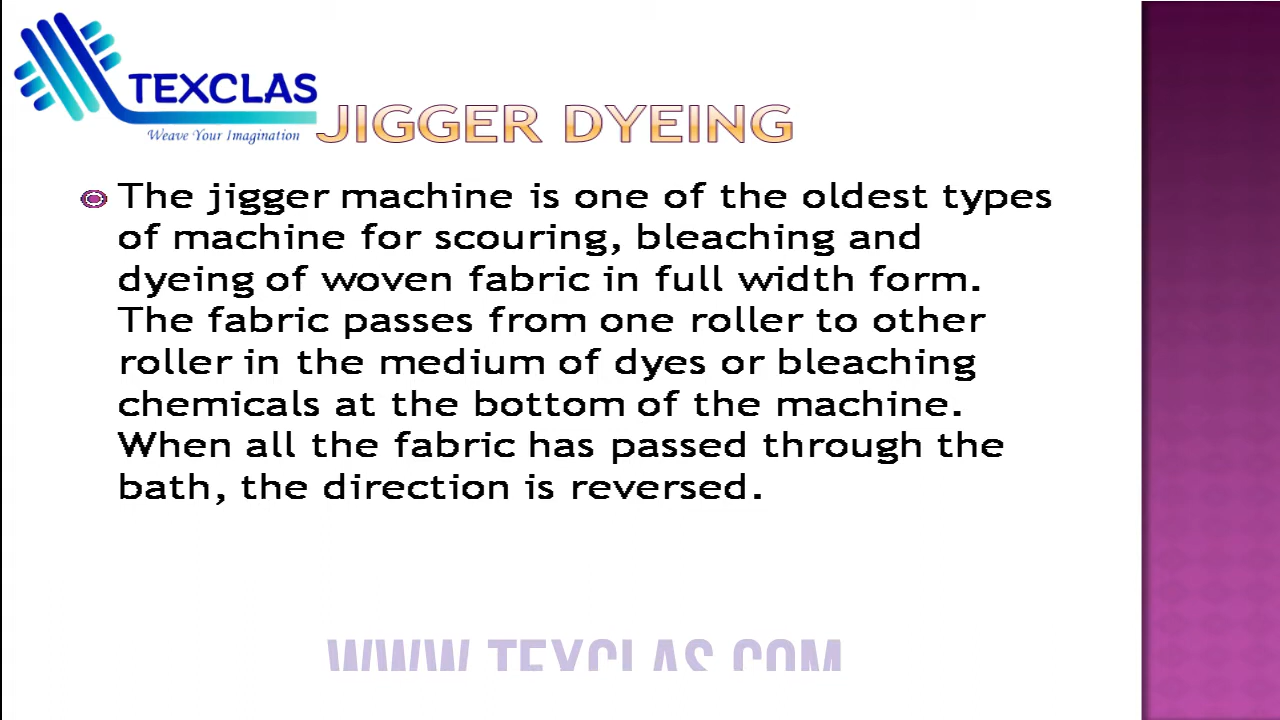 TEXCLAS
Weave Your Imagination
JIGGER DYEING
The jigger machine is one of the oldest types
of machine for scouring, bleaching and
dyeing of woven fabric in full width form.
The fabric passes from one roller to other
roller in the medium of dyes or bleaching
chemicals at the bottom of the machine.
When all the fabric has passed through the
bath, the direction is reversed.
WWW.TEXCLAS.COM